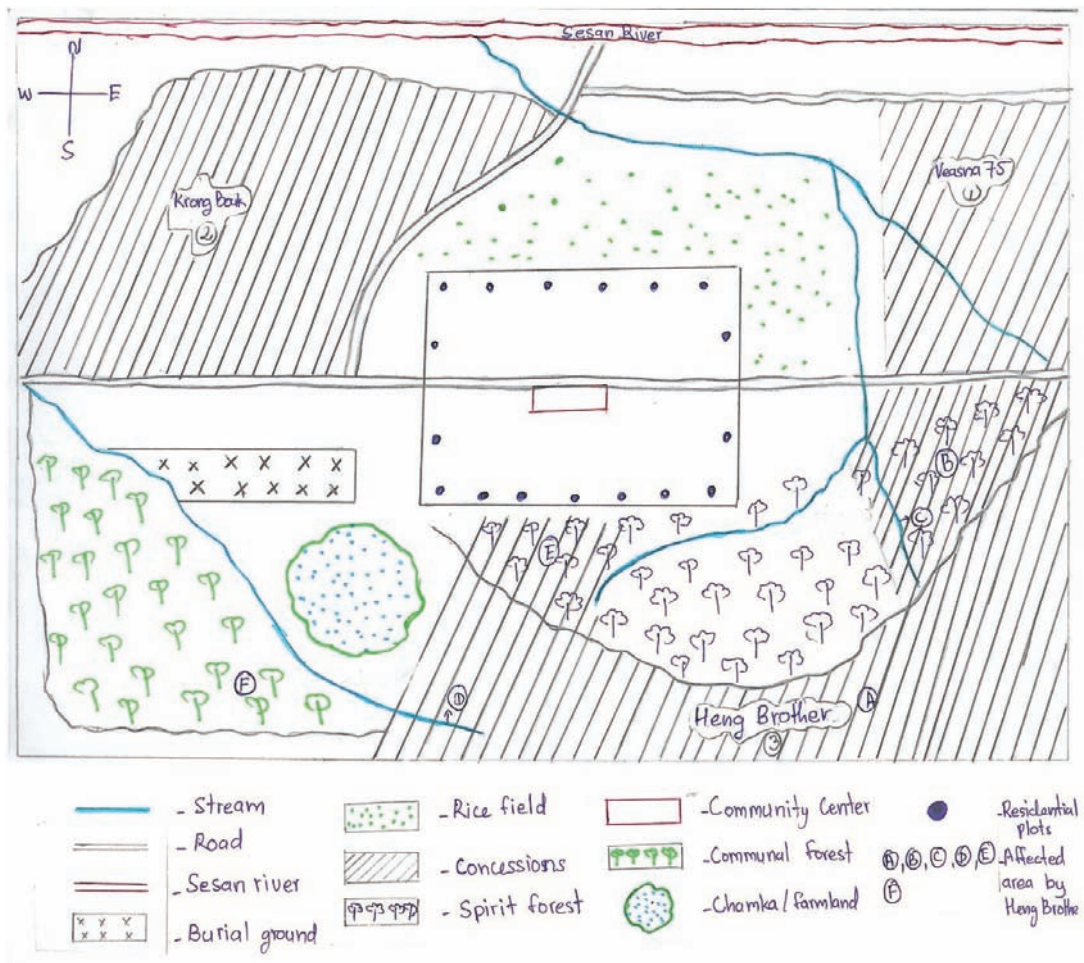 Sesan River
N
W E
S
Krong Baik
2
Veasna 75
1
B
C
E
F
D
A
Heng Brother
3
- Stream
- Road
- Sesan river
- Burial ground
- Rice field
- Concessions
- Spirit forest
- Community Center
- Communal forest
- Chamka/farmland
- Residential
plots
A, B, C, D, E - Affected
F area by
Heng Brothe